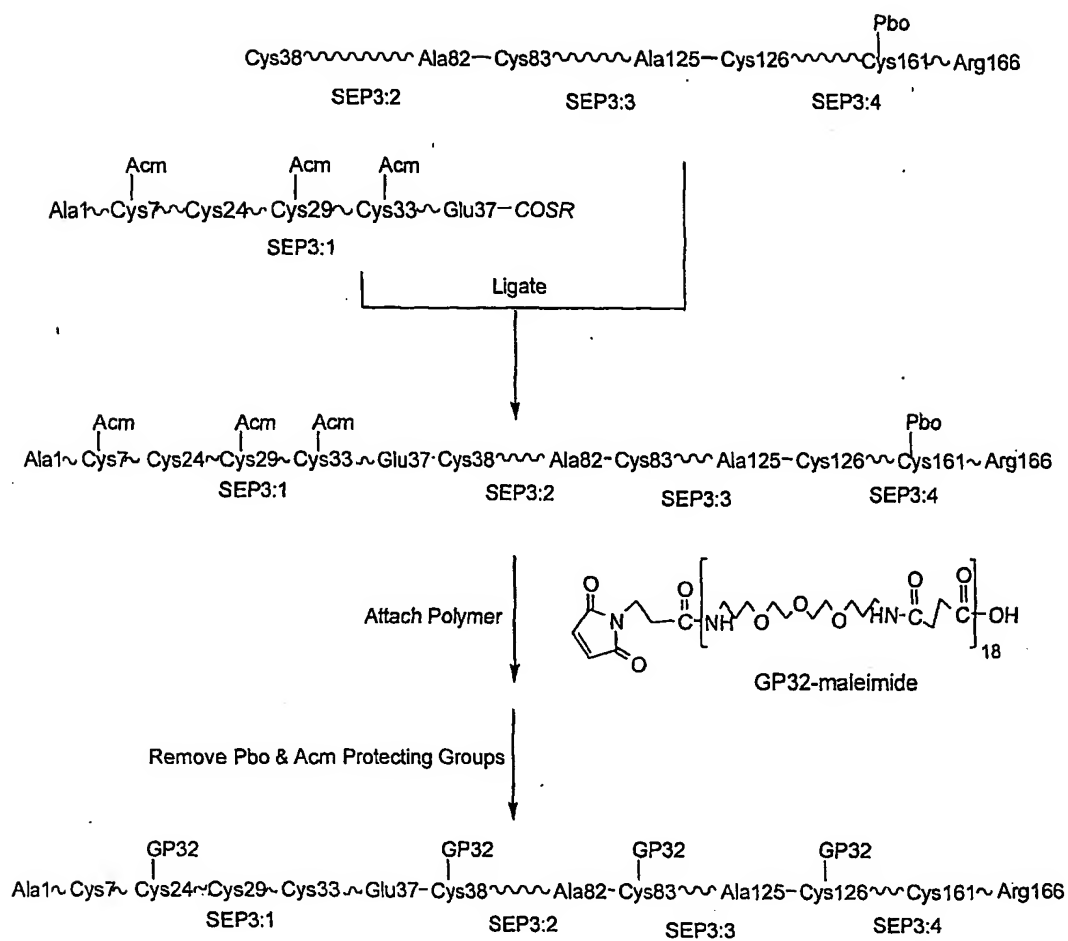 Pbo
Cys38 Ala82-Cys83 Ala125-Cys126 Cys161 Arg166
SEP3:2 SEP3:3 SEP3:4
Acm Acm Acm
Ala1~Cys7~Cys24~Cys29~Cys33~Glu37-COSR
SEP3:1
Ligate
Acm Acm Acm Pbo
Ala1~Cys7~Cys24~Cys29~Cys33~Glu37-Cys38~Ala82-Cys83~Ala125-Cys126~Cys161~Arg166
SEP3:1 SEP3:2 SEP3:3 SEP3:4
Attach Polymer
O N O O C NH O O O HN-C O O C OH
18
GP32-maleimide
Remove Pbo & Acm Protecting Groups
GP32 GP32 GP32 GP32
Ala1~Cys7~Cys24~Cys29~Cys33~Glu37-Cys38~Ala82-Cys83~Ala125-Cys126~Cys161~Arg166
SEP3:1 SEP3:2 SEP3:3 SEP3:4